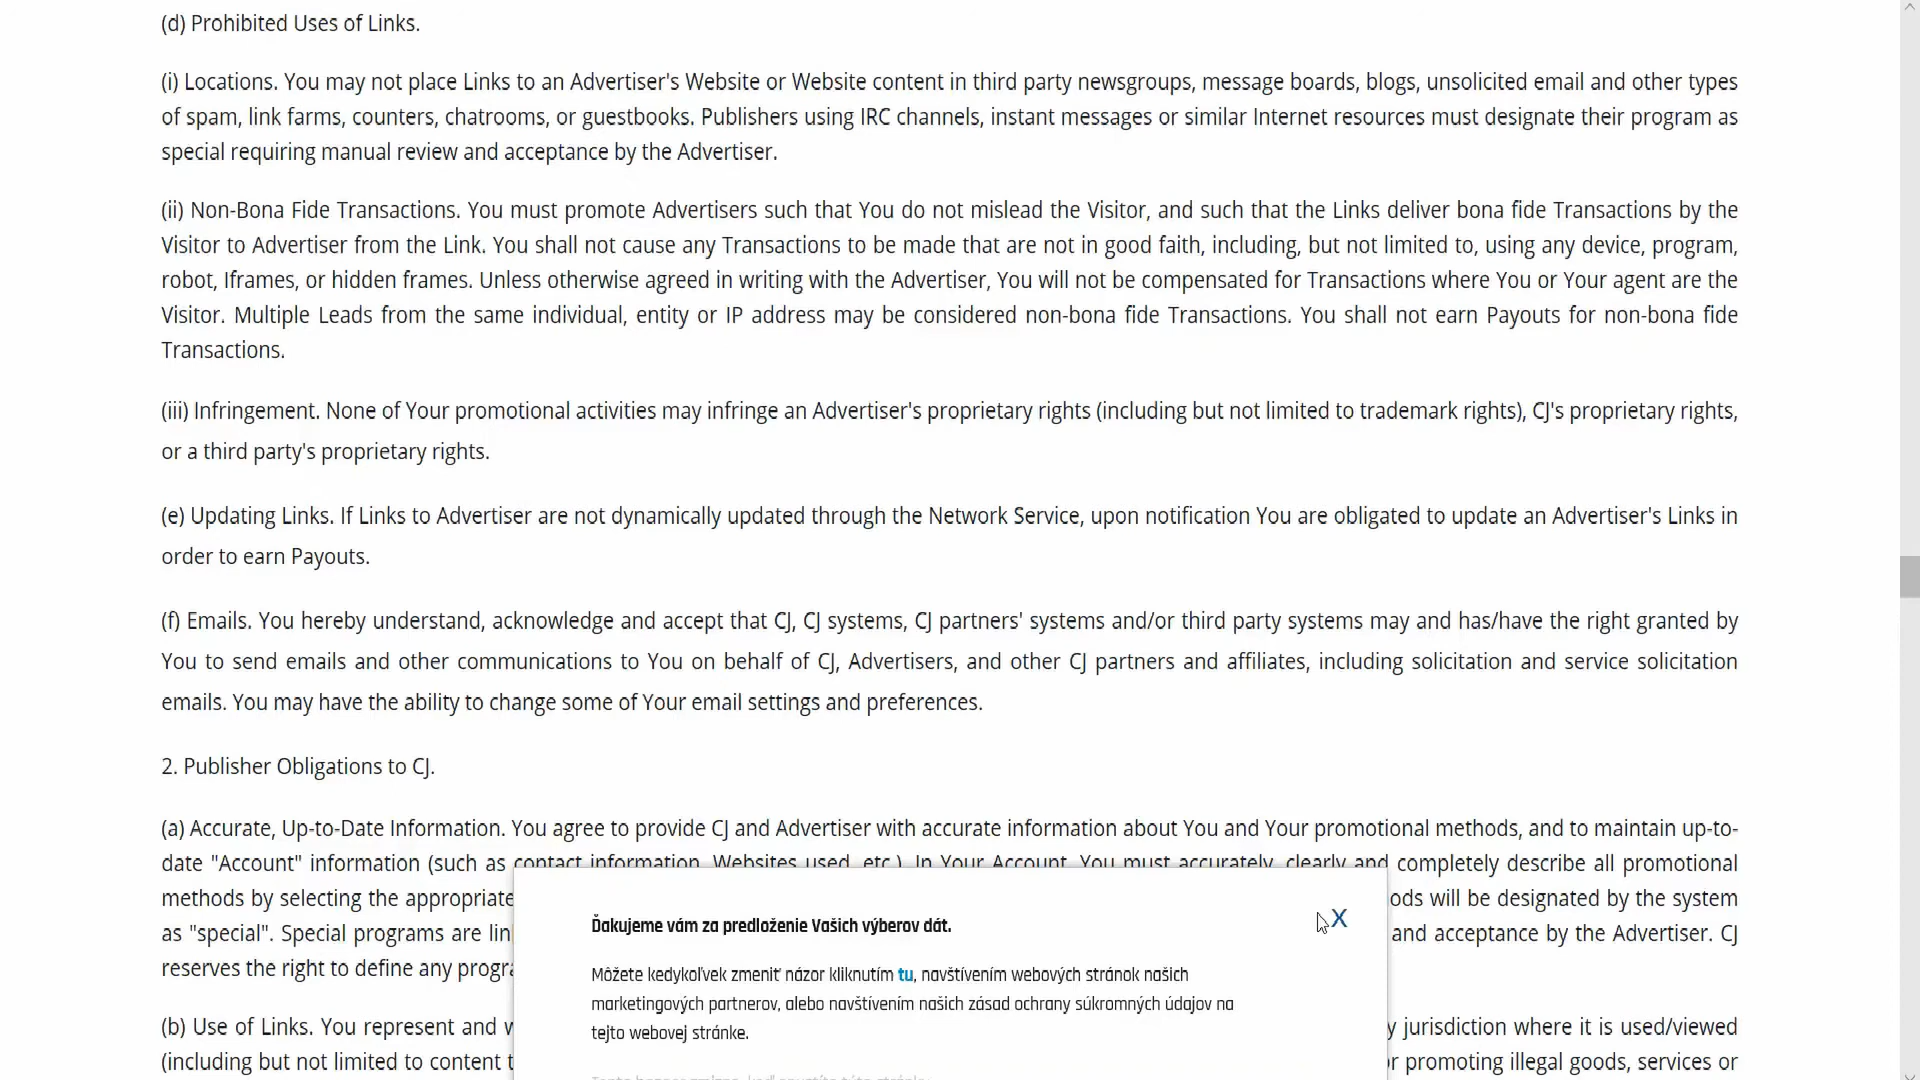 (d) Prohibited Uses of Links.
(i) Locations. You may not place Links to an Advertiser's Website or Website content in third party newsgroups, message boards, blogs, unsolicited email and other types
of spam, link farms, counters, chatrooms, or guestbooks. Publishers using IRC channels, instant messages or similar Internet resources must designate their program as
special requiring manual review and acceptance by the Advertiser.
(ii) Non-Bona Fide Transactions. You must promote Advertisers such that You do not mislead the Visitor, and such that the Links deliver bona fide Transactions by the
Visitor to Advertiser from the Link. You shall not cause any Transactions to be made that are not in good faith, including, but not limited to, using any device, program,
robot, Iframes, or hidden frames. Unless otherwise agreed in writing with the Advertiser, You will not be compensated for Transactions where You or Your agent are the
Visitor. Multiple Leads from the same individual, entity or IP address may be considered non-bona fide Transactions. You shall not earn Payouts for non-bona fide
Transactions.
(iii) Infringement. None of Your promotional activities may infringe an Advertiser's proprietary rights (including but not limited to trademark rights), CJ's proprietary rights,
or a third party's proprietary rights.
(e) Updating Links. If Links to Advertiser are not dynamically updated through the Network Service, upon notification You are obligated to update an Advertiser's Links in
order to earn Payouts.
(f) Emails. You hereby understand, acknowledge and accept that CJ, CJ systems, CJ partners' systems and/or third party systems may and has/have the right granted by
You to send emails and other communications to You on behalf of CJ, Advertisers, and other CJ partners and affiliates, including solicitation and service solicitation
emails. You may have the ability to change some of Your email settings and preferences.
2. Publisher Obligations to CJ.
(a) Accurate, Up-to-Date Information. You agree to provide CJ and Advertiser with accurate information about You and Your promotional methods, and to maintain up-to-
date "Account" information (such as contact information, Websites used, etc.). In Your Account, You must accurately, clearly and completely describe all promotional
methods by selecting the appropriate ods will be designated by the system
as "special". Special programs are lin and acceptance by the Advertiser. CJ
reserves the right to define any progra
(b) Use of Links. You represent and w y jurisdiction where it is used/viewed
(including but not limited to content t r promoting illegal goods, services or
X
Ďakujeme vám za predloženie Vašich výberov dát.
Môžete kedykoľvek zmeniť názor kliknutím tu, navštívením webových stránok našich
marketingových partnerov, alebo navštívením našich zásad ochrany súkromných údajov na
tejto webovej stránke.